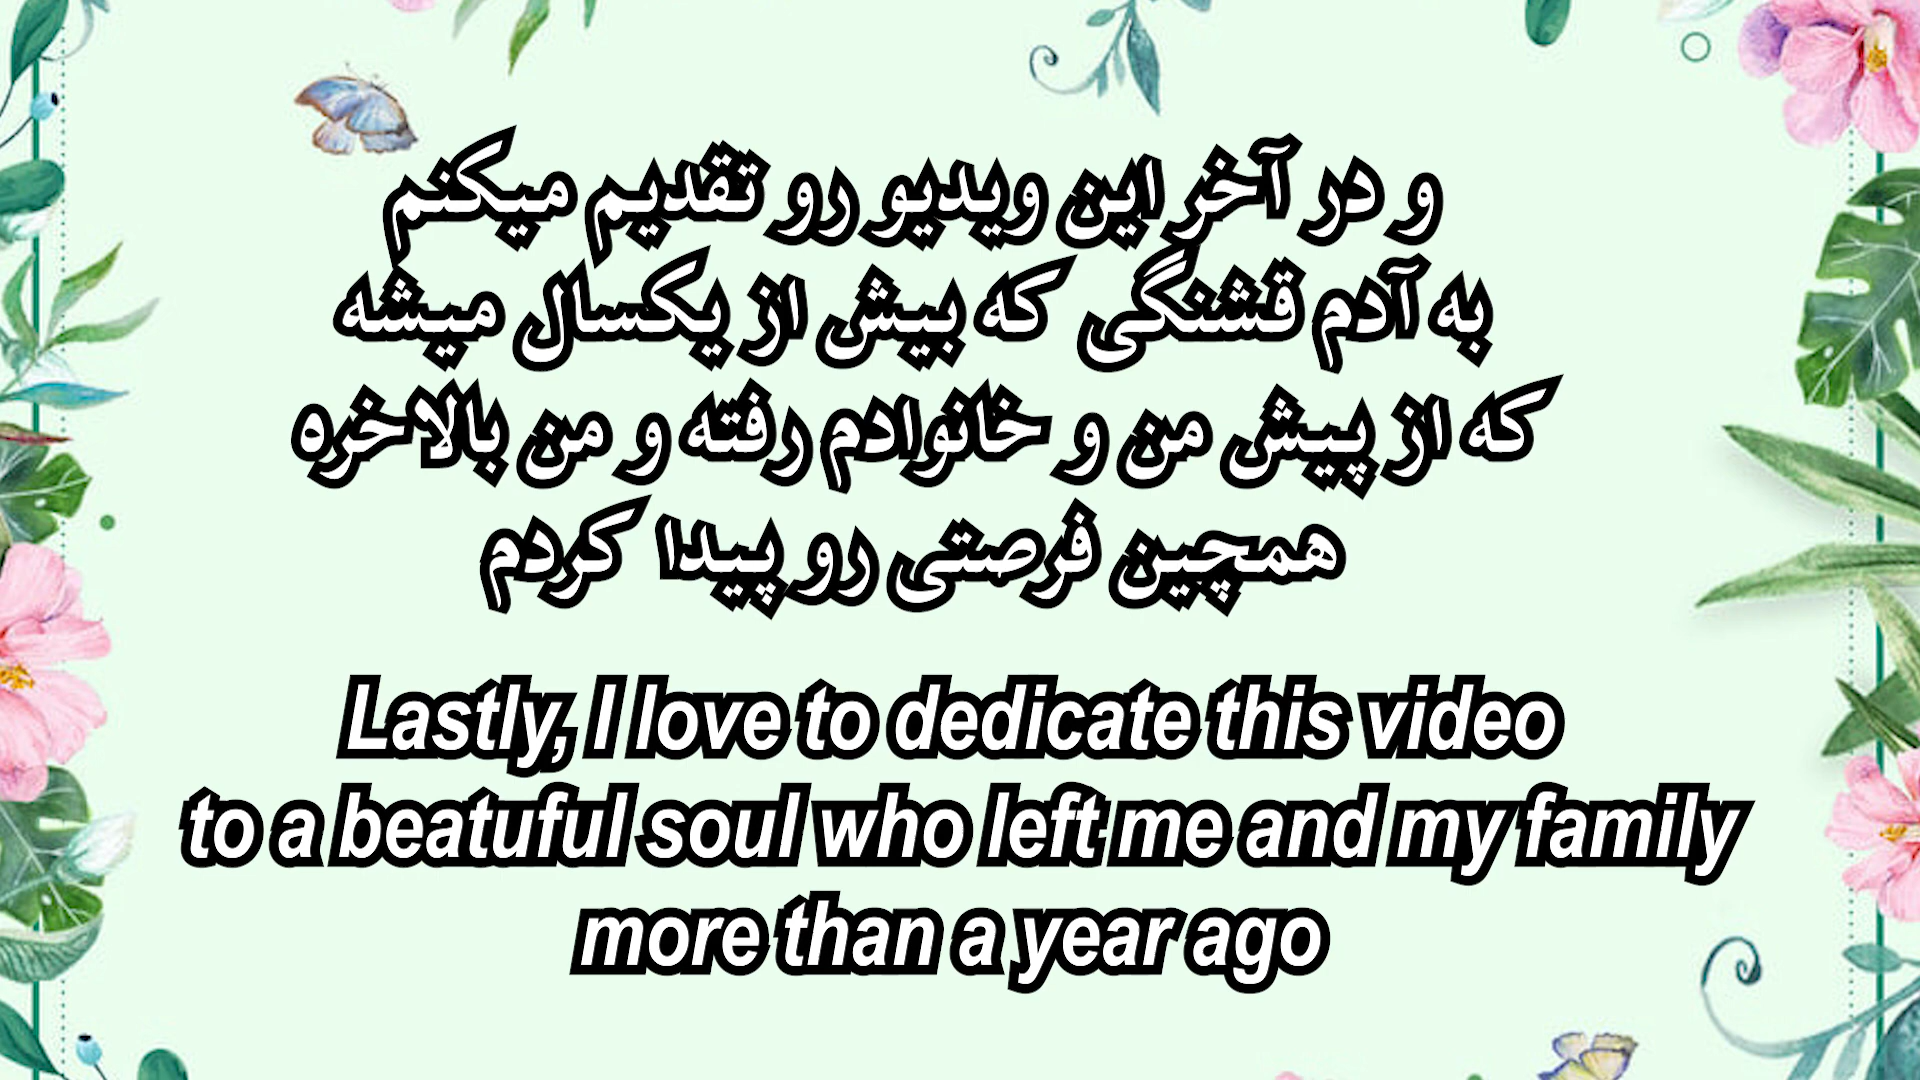 و در آخر این ویدیو رو تقدیم میکنم
به آدم قشنگی که بیش از یکسال میشه
که از پیش من و خانوادم رفته و من بالاخره
همچین فرصتی رو پیدا کردم
Lastly, I love to dedicate this video
to a beatuful soul who left me and my family
more than a year ago